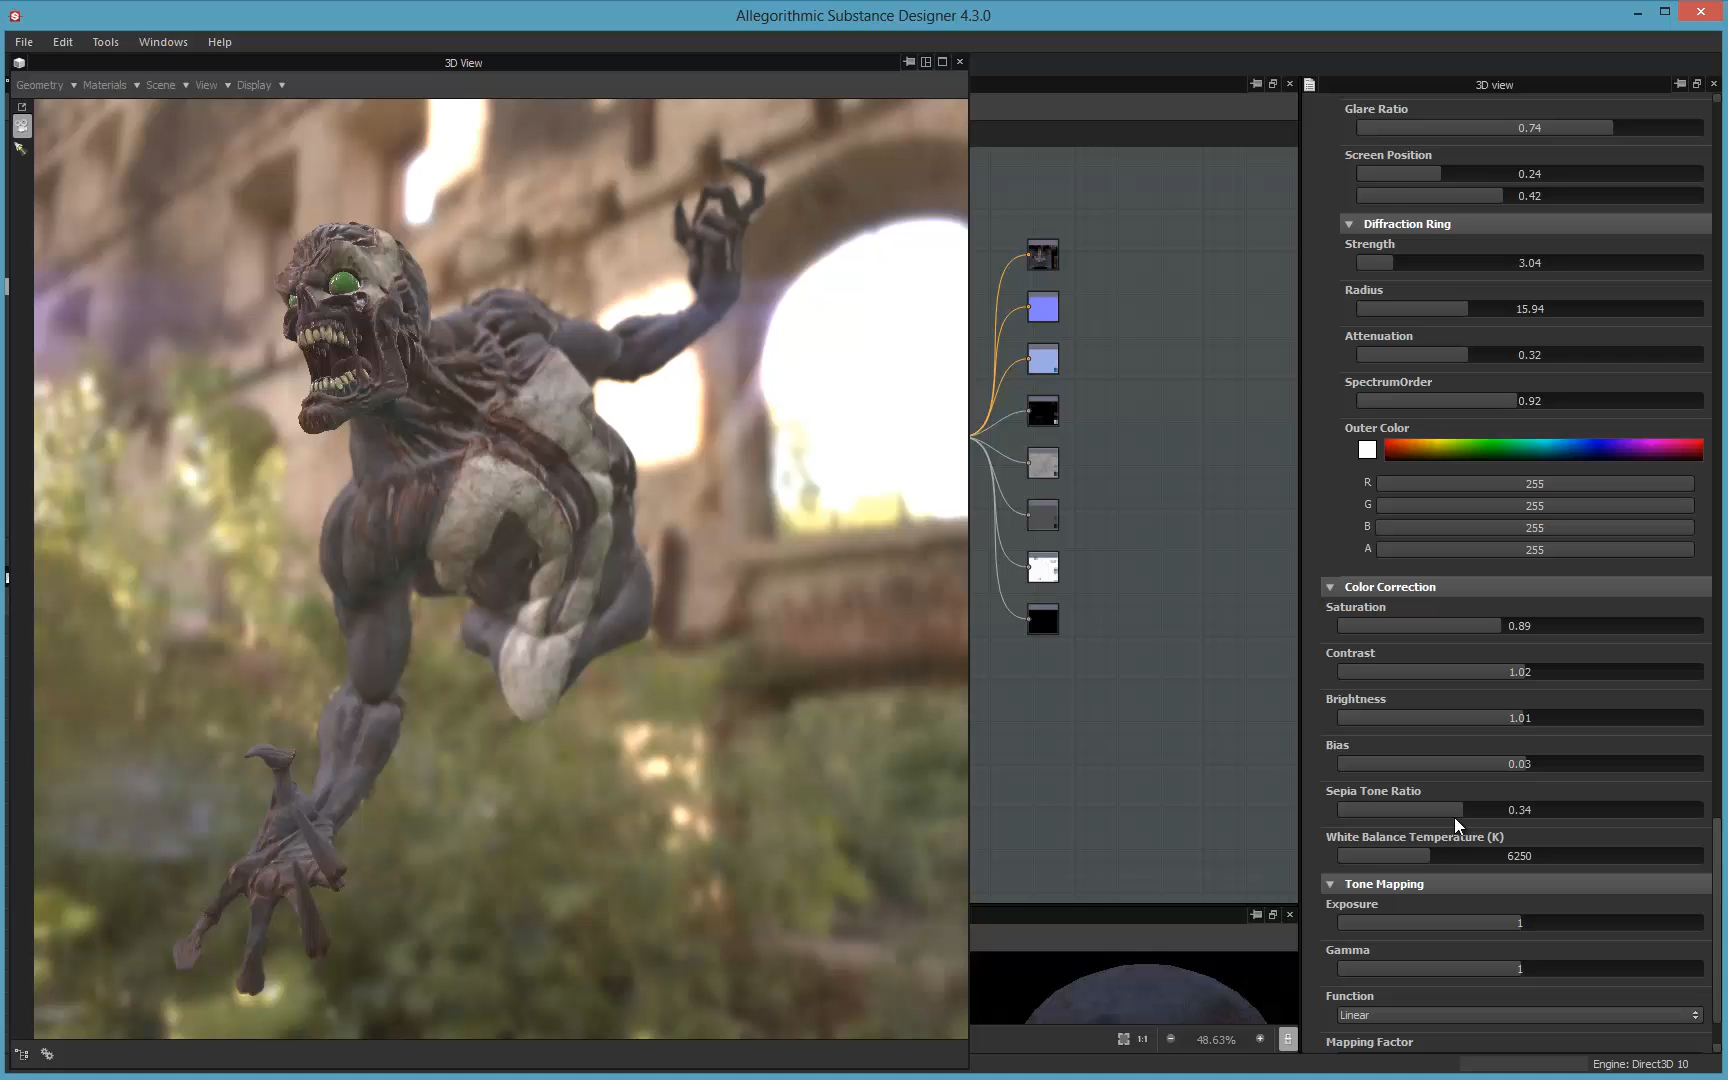 Allegorithmic Substance Designer 4.3.0
File Edit Tools Windows Help
3D View
Geometry Materials Scene View Display
3D view
Glare Ratio
0.74
Screen Position
0.24
0.42
Diffraction Ring
Strength
3.04
Radius
15.94
Attenuation
0.32
SpectrumOrder
0.92
Outer Color
R 255
G 255
B 255
A 255
Color Correction
Saturation
0.89
Contrast
1.02
Brightness
1.01
Bias
0.03
Sepia Tone Ratio
0.34
White Balance Temperature (K)
6250
Tone Mapping
Exposure
1
Gamma
1
Function
Linear
Mapping Factor
1:1 48.63%
Engine: Direct3D 10